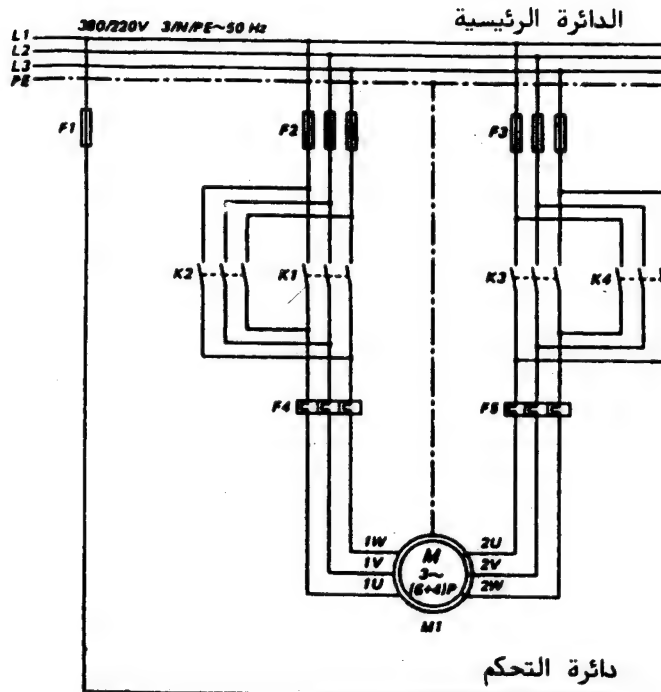 الدائرة الرئيسية
380/220V 3/N/PE~50 Hz
L1
L2
L3
PE
F1
F2
F3
K2
K1
K3
K4
F4
F5
1W
1V
1U
M
3~
(6+4)P
2U
2V
2W
M1
دائرة التحكم